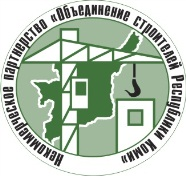 Некоммерческое партнерство «Объединение строителей Республики Коми»